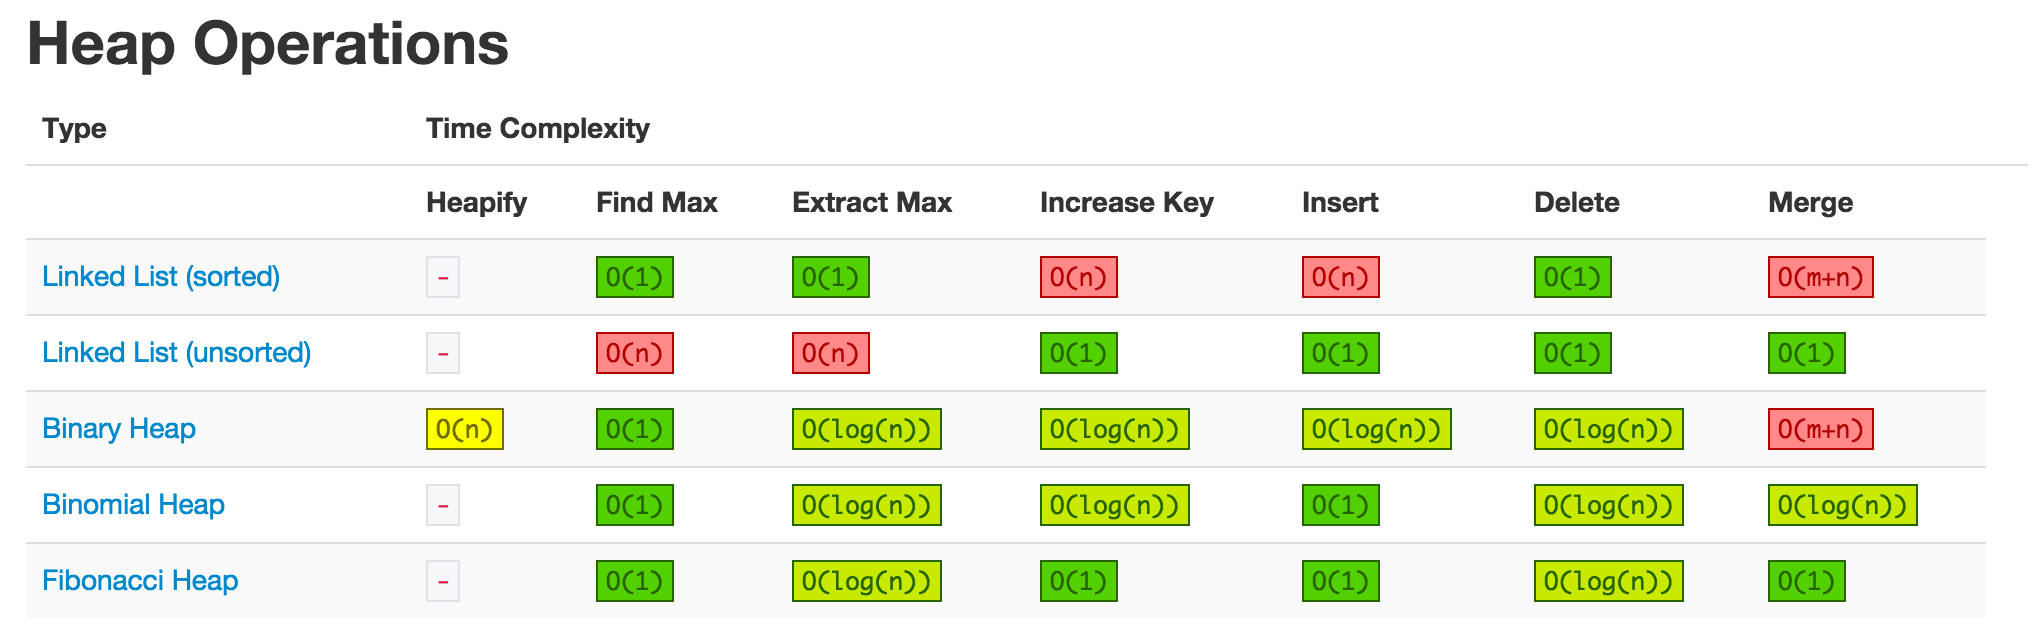 Heap Operations
Type Time Complexity
Heapify Find Max Extract Max Increase Key Insert Delete Merge
Linked List (sorted) - O(1) O(1) O(n) O(n) O(1) O(m+n)
Linked List (unsorted) - O(n) O(n) O(1) O(1) O(1) O(1)
Binary Heap O(n) O(1) O(log(n)) O(log(n)) O(log(n)) O(log(n)) O(m+n)
Binomial Heap - O(1) O(log(n)) O(log(n)) O(1) O(log(n)) O(log(n))
Fibonacci Heap - O(1) O(log(n)) O(1) O(1) O(log(n)) O(1)